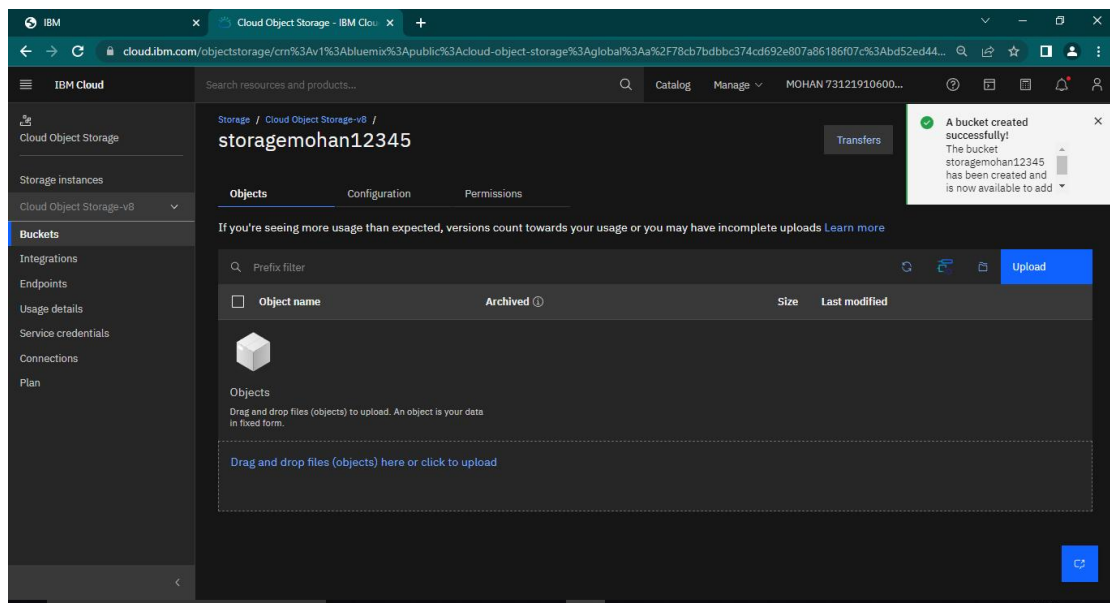 IBM
Cloud Object Storage - IBM Clou
cloud.ibm.com/objectstorage/crn%3Av1%3Abluemix%3Apublic%3Acloud-object-storage%3Aglobal%3Aa%2F78cb7bdbbc374cd692e807a86186f07c%3Abd52ed44...
IBM Cloud
Search resources and products...
Catalog
Manage
MOHAN 73121910600...
Cloud Object Storage
Storage instances
Cloud Object Storage-v8
Buckets
Integrations
Endpoints
Usage details
Service credentials
Connections
Plan
Storage / Cloud Object Storage-v8 /
storagemohan12345
Transfers
A bucket created
successfully!
The bucket
storagemohan12345
has been created and
is now available to add
Objects
Configuration
Permissions
If you're seeing more usage than expected, versions count towards your usage or you may have incomplete uploads Learn more
Prefix filter
Upload
Object name
Archived
Size
Last modified
Objects
Drag and drop files (objects) to upload. An object is your data
in fixed form.
Drag and drop files (objects) here or click to upload